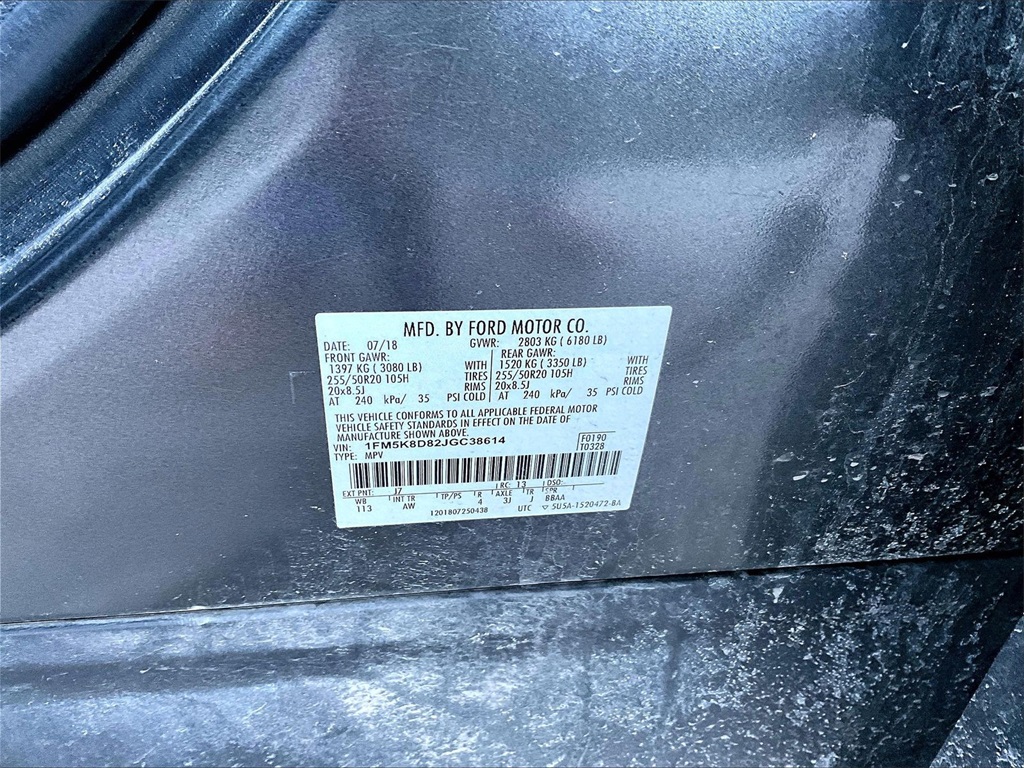 MFD. BY FORD MOTOR CO.
DATE: 07/18 GVWR: 2803 KG ( 6180 LB)
FRONT GAWR: REAR GAWR:
1397 KG ( 3080 LB) WITH 1520 KG ( 3350 LB) WITH
255/50R20 105H TIRES 255/50R20 105H TIRES
20x8.5J RIMS 20x8.5J RIMS
AT 240 kPa/ 35 PSI COLD AT 240 kPa/ 35 PSI COLD
THIS VEHICLE CONFORMS TO ALL APPLICABLE FEDERAL MOTOR
VEHICLE SAFETY STANDARDS IN EFFECT ON THE DATE OF
MANUFACTURE SHOWN ABOVE.
VIN: 1FM5K8D82JGC38614 F0190
TYPE: MPV T0328
EXT PNT: J7 RC: 13 DSO:
WB INT TR TP/PS R AXLE TR SPR
113 AW 4 3J J 8BAA
1201807250438 UTC ▽ 5U5A-1520472-BA